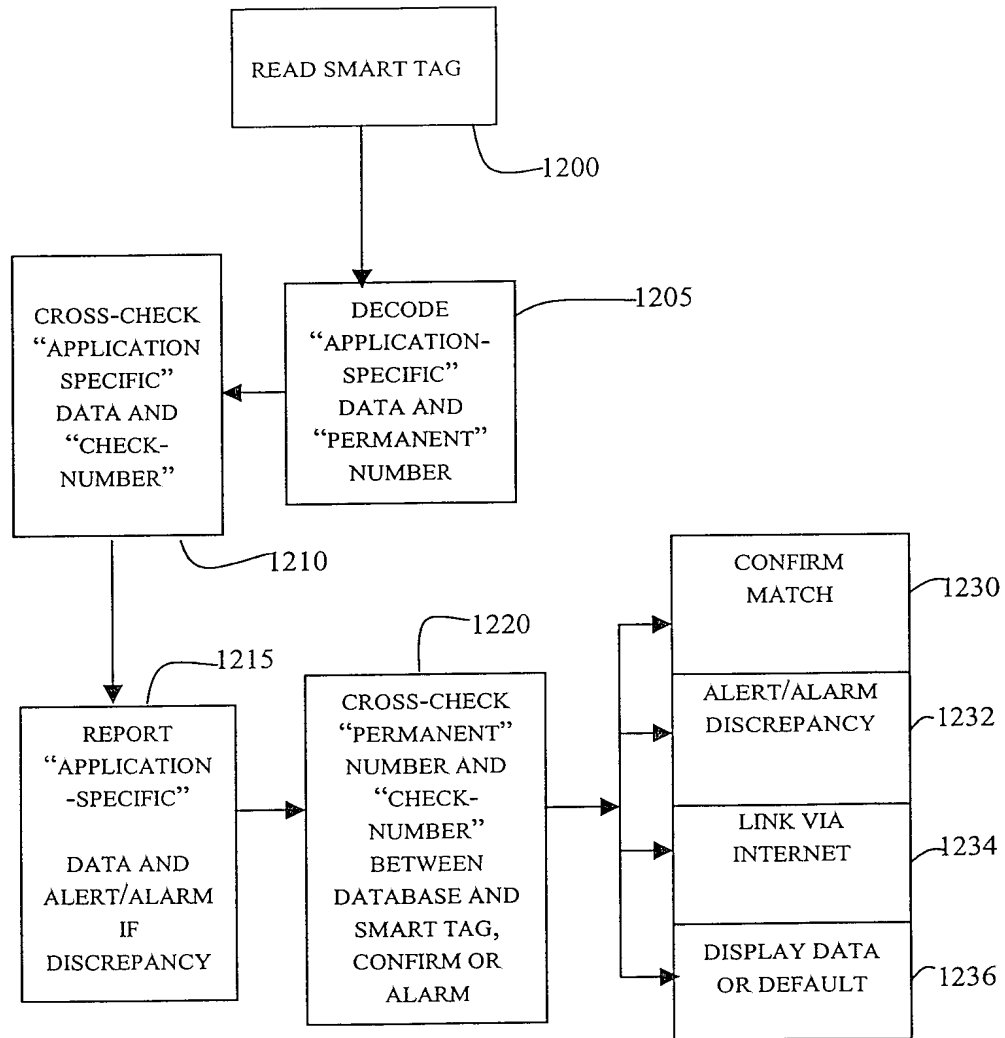 READ SMART TAG
1200
DECODE
“APPLICATION-
SPECIFIC”
DATA AND
“PERMANENT”
NUMBER
1205
CROSS-CHECK
“APPLICATION
SPECIFIC”
DATA AND
“CHECK-
NUMBER”
1210
REPORT
“APPLICATION
-SPECIFIC”
DATA AND
ALERT/ALARM
IF
DISCREPANCY
1215
CROSS-CHECK
“PERMANENT”
NUMBER AND
“CHECK-
NUMBER”
BETWEEN
DATABASE AND
SMART TAG,
CONFIRM OR
ALARM
1220
CONFIRM
MATCH
1230
ALERT/ALARM
DISCREPANCY
1232
LINK VIA
INTERNET
1234
DISPLAY DATA
OR DEFAULT
1236